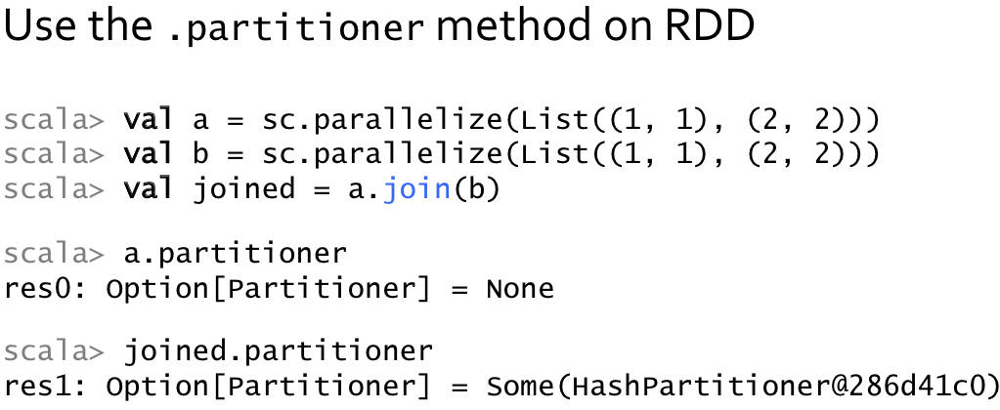 Use the .partitioner method on RDD
scala> val a = sc.parallelize(List((1, 1), (2, 2)))
scala> val b = sc.parallelize(List((1, 1), (2, 2)))
scala> val joined = a.join(b)
scala> a.partitioner
res0: Option[Partitioner] = None
scala> joined.partitioner
res1: Option[Partitioner] = Some(HashPartitioner@286d41c0)